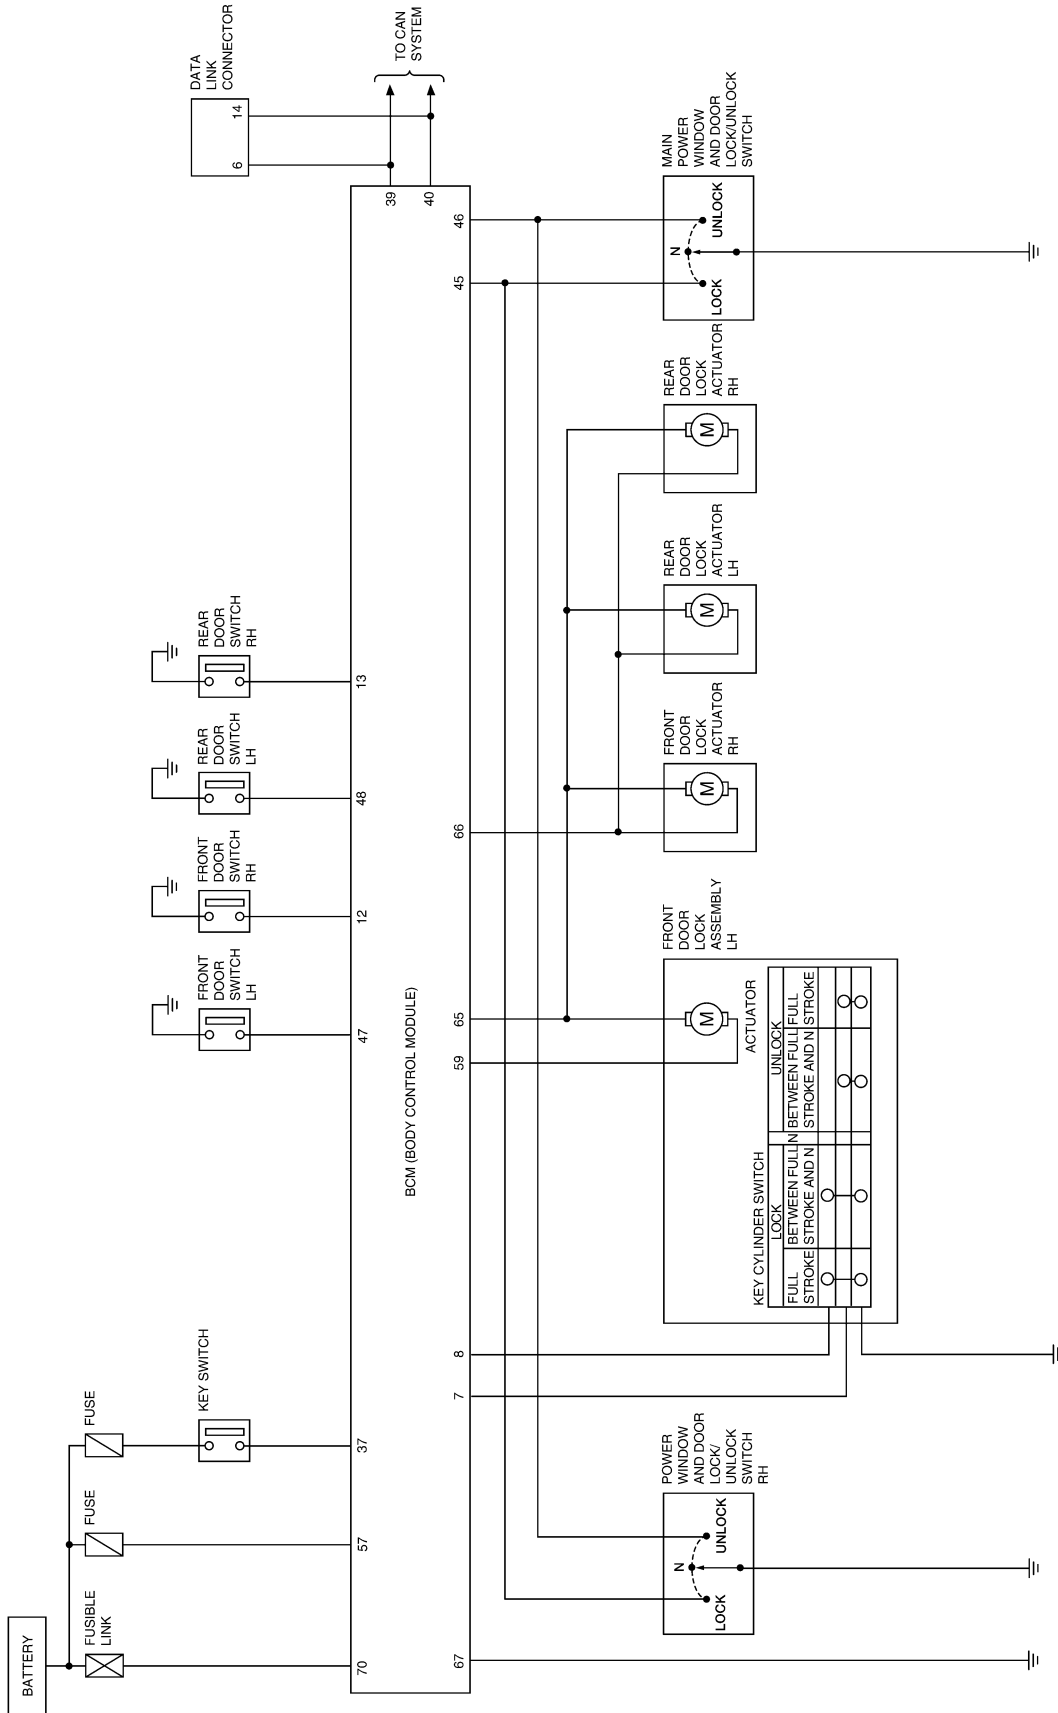 BATTERY
FUSIBLE
LINK
FUSE
FUSE
KEY SWITCH
FRONT
DOOR
SWITCH
LH
FRONT
DOOR
SWITCH
RH
REAR
DOOR
SWITCH
LH
REAR
DOOR
SWITCH
RH
DATA
LINK
CONNECTOR
6
14
TO CAN
SYSTEM
70
57
37
47
12
48
13
39
40
BCM (BODY CONTROL MODULE)
67
7
8
59
65
66
45
46
POWER
WINDOW
AND DOOR
LOCK/
UNLOCK
SWITCH
RH
N
LOCK
UNLOCK
FRONT
DOOR
LOCK
ASSEMBLY
LH
M
ACTUATOR
KEY CYLINDER SWITCH
LOCK
UNLOCK
FULL
STROKE
BETWEEN FULL
STROKE AND N
N
BETWEEN FULL
STROKE AND N
FULL
STROKE
FRONT
DOOR
LOCK
ACTUATOR
RH
M
REAR
DOOR
LOCK
ACTUATOR
LH
M
REAR
DOOR
LOCK
ACTUATOR
RH
M
MAIN
POWER
WINDOW
AND DOOR
LOCK/UNLOCK
SWITCH
N
LOCK
UNLOCK